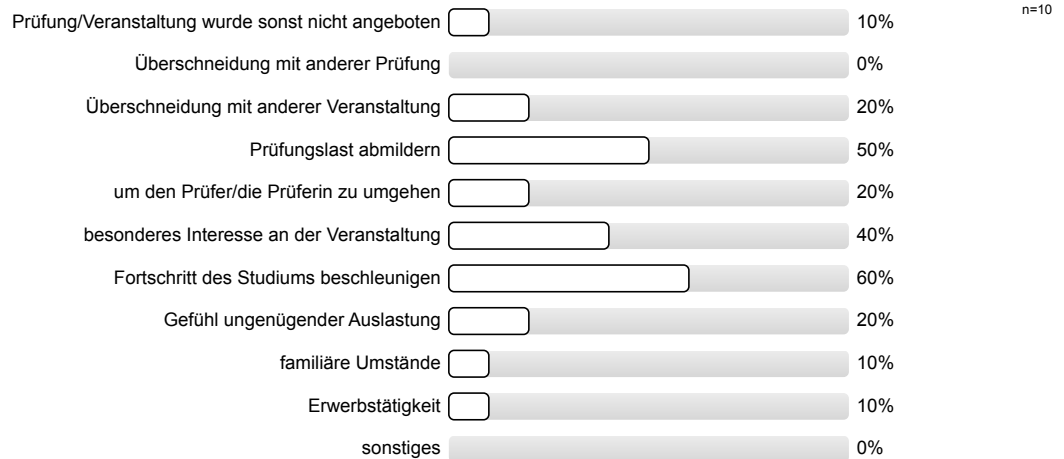 n=10
Prüfung/Veranstaltung wurde sonst nicht angeboten 10%
Überschneidung mit anderer Prüfung 0%
Überschneidung mit anderer Veranstaltung 20%
Prüfungslast abmildern 50%
um den Prüfer/die Prüferin zu umgehen 20%
besonderes Interesse an der Veranstaltung 40%
Fortschritt des Studiums beschleunigen 60%
Gefühl ungenügender Auslastung 20%
familiäre Umstände 10%
Erwerbstätigkeit 10%
sonstiges 0%